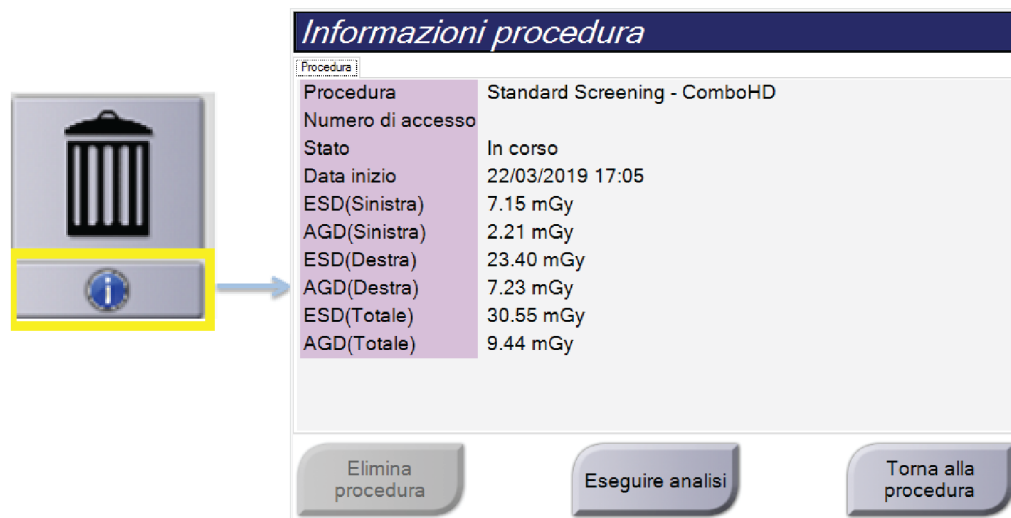 Informazioni procedura
Procedura
Procedura Standard Screening - ComboHD
Numero di accesso
Stato In corso
Data inizio 22/03/2019 17:05
ESD(Sinistra) 7.15 mGy
AGD(Sinistra) 2.21 mGy
ESD(Destra) 23.40 mGy
AGD(Destra) 7.23 mGy
ESD(Totale) 30.55 mGy
AGD(Totale) 9.44 mGy
Elimina
procedura
Eseguire analisi
Torna alla
procedura